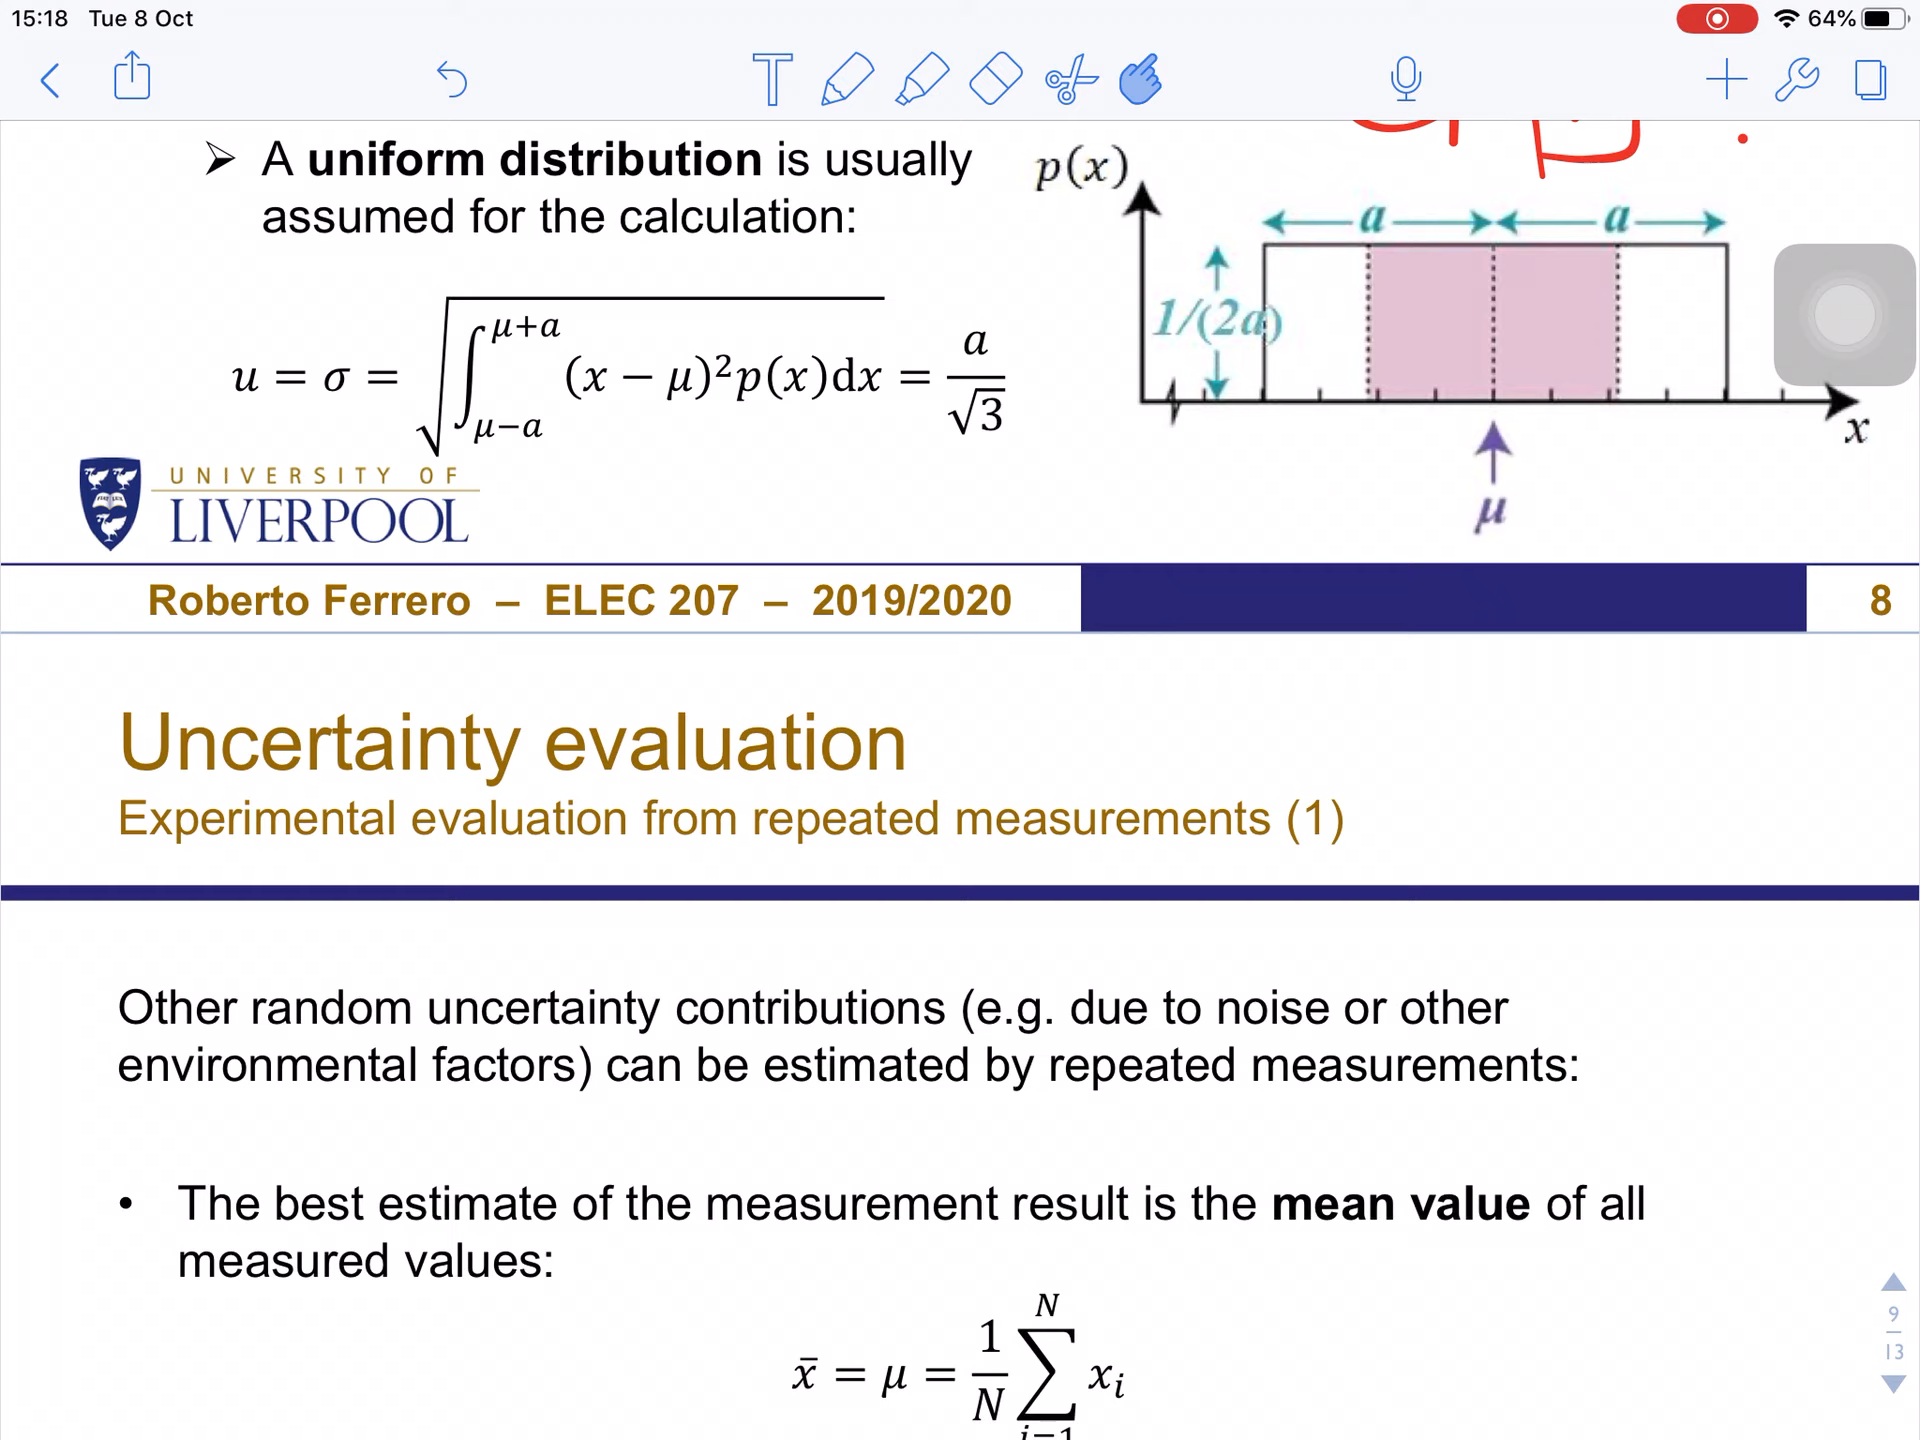 15:18 Tue 8 Oct
64%
➢ A uniform distribution is usually
assumed for the calculation:
p(x)
a a
1/(2a)
x
μ
u = σ = √∫_{μ−a}^{μ+a} (x − μ)²p(x)dx = a/√3
UNIVERSITY OF
LIVERPOOL
Roberto Ferrero – ELEC 207 – 2019/2020
8
Uncertainty evaluation
Experimental evaluation from repeated measurements (1)
Other random uncertainty contributions (e.g. due to noise or other
environmental factors) can be estimated by repeated measurements:
• The best estimate of the measurement result is the mean value of all
measured values:
x̄ = μ = 1/N ∑_{i=1}^{N} x_i
9
13